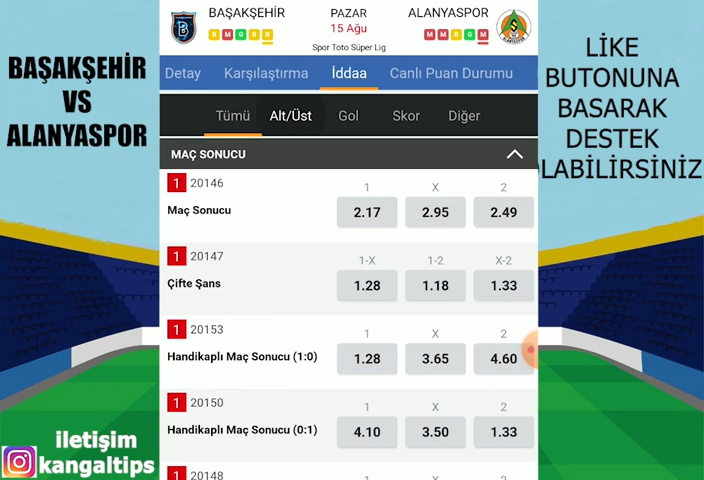 BAŞAKŞEHİR
VS
ALANYASPOR
BAŞAKŞEHİR
B M G B B
PAZAR
15 Ağu
Spor Toto Süper Lig
ALANYASPOR
M M B G M
Detay Karşılaştırma İddaa Canlı Puan Durumu
Tümü Alt/Üst Gol Skor Diğer
MAÇ SONUCU
1 20146
Maç Sonucu
1 X 2
2.17 2.95 2.49
1 20147
Çifte Şans
1-X 1-2 X-2
1.28 1.18 1.33
1 20153
Handikaplı Maç Sonucu (1:0)
1 X 2
1.28 3.65 4.60
1 20150
Handikaplı Maç Sonucu (0:1)
1 X 2
4.10 3.50 1.33
1 20148
1 X 2
LİKE
BUTONUNA
BASARAK
DESTEK
OLABİLİRSİNİZ
iletişim
kangaltips